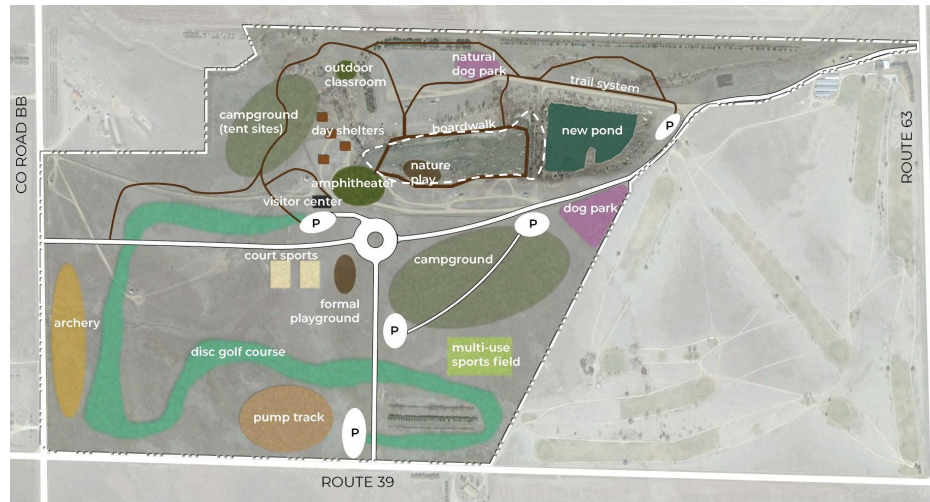 natural
dog park
outdoor
classroom
trail system
campground
(tent sites)
day shelters
boardwalk
new pond
P
CO ROAD BB
ROUTE 63
nature
play
amphitheater
visitor center
P
P
dog park
court sports
campground
formal
playground
archery
P
disc golf course
multi-use
sports field
pump track
P
ROUTE 39